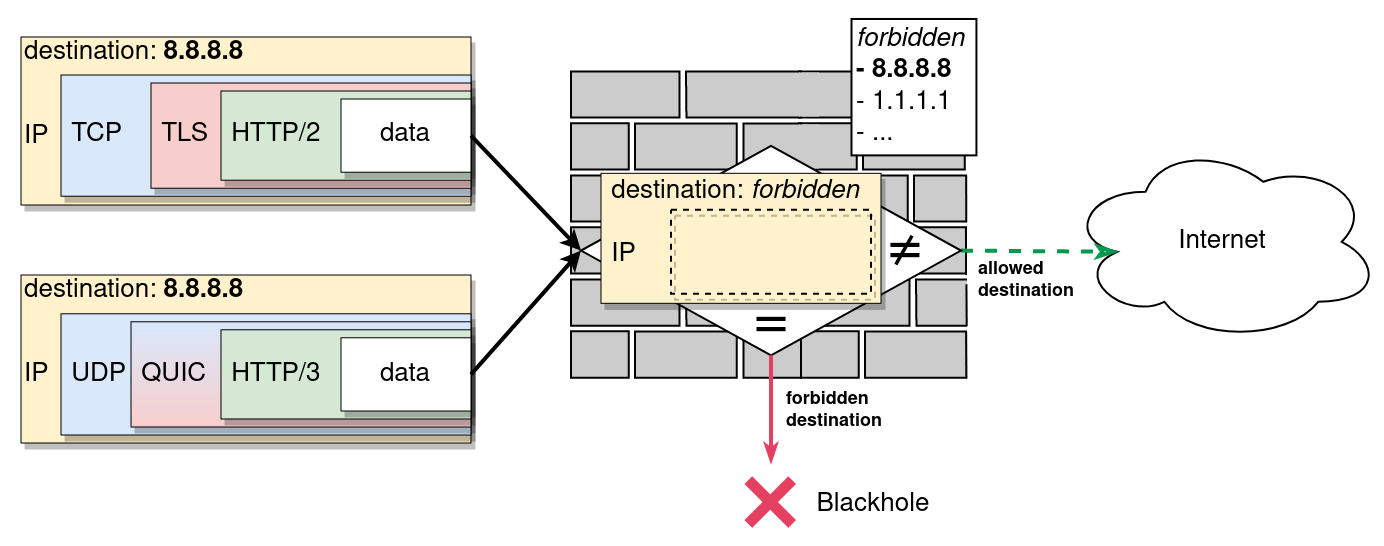 destination: 8.8.8.8
IP TCP TLS HTTP/2 data
destination: 8.8.8.8
IP UDP QUIC HTTP/3 data
forbidden
- 8.8.8.8
- 1.1.1.1
- ...
destination: forbidden
IP
≠
=
allowed
destination
Internet
forbidden
destination
Blackhole